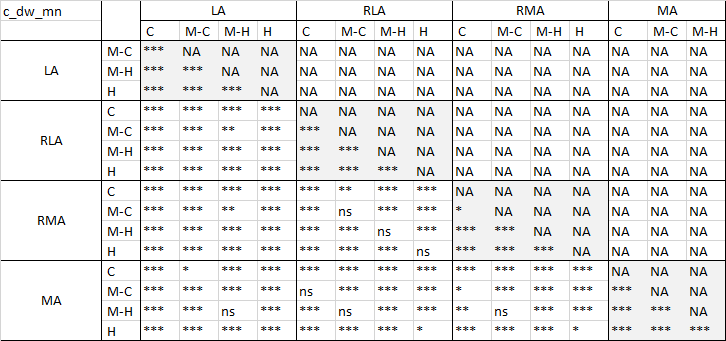 c_dw_mn LA RLA RMA MA
C M-C M-H H C M-C M-H H C M-C M-H H C M-C M-H
LA M-C *** NA NA NA NA NA NA NA NA NA NA NA NA NA NA
M-H *** *** NA NA NA NA NA NA NA NA NA NA NA NA NA
H *** *** *** NA NA NA NA NA NA NA NA NA NA NA NA
RLA C *** *** *** *** NA NA NA NA NA NA NA NA NA NA NA
M-C *** *** ** *** *** NA NA NA NA NA NA NA NA NA NA
M-H *** *** *** *** *** *** NA NA NA NA NA NA NA NA NA
H *** *** *** *** *** *** *** NA NA NA NA NA NA NA NA
RMA C *** *** *** *** *** ** *** *** NA NA NA NA NA NA NA
M-C *** *** ** *** *** ns *** *** * NA NA NA NA NA NA
M-H *** *** *** *** *** *** ns *** *** *** NA NA NA NA NA
H *** *** *** *** *** *** *** ns *** *** *** NA NA NA NA
MA C *** * *** *** *** *** *** *** *** *** *** *** NA NA NA
M-C *** *** *** *** ns *** *** *** * *** *** *** *** NA NA
M-H *** *** ns *** *** ns *** *** ** ns *** *** *** *** NA
H *** *** *** *** *** *** *** * *** *** *** * *** *** ***